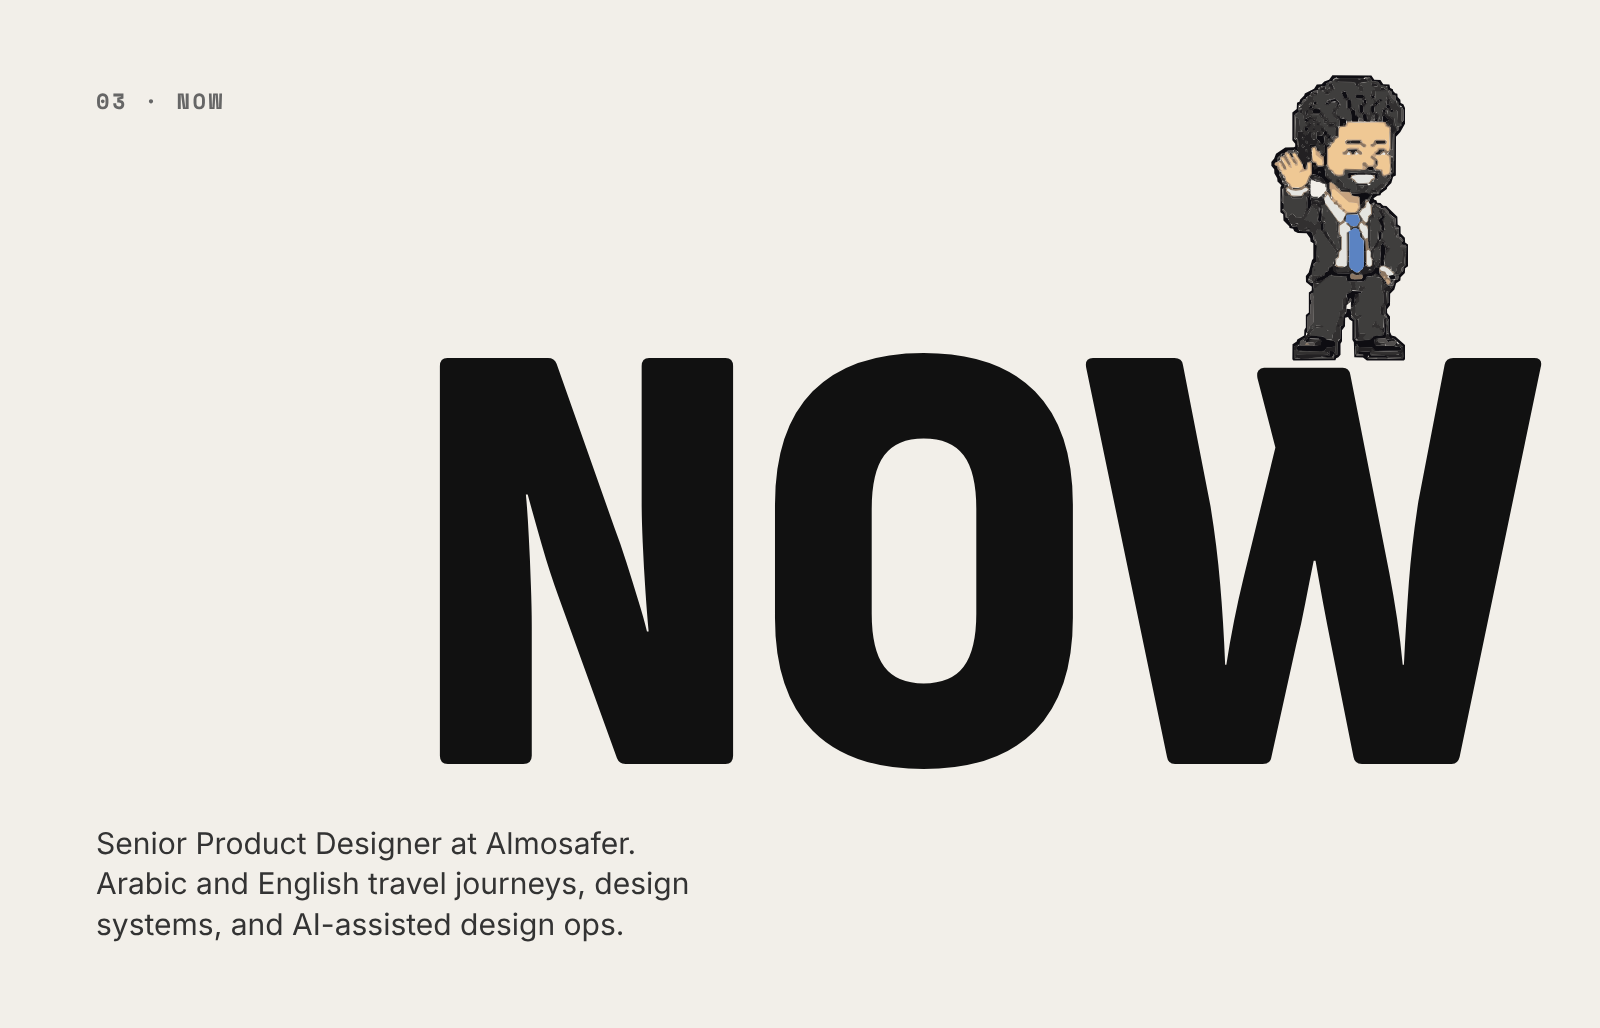 03 · NOW
NOW
Senior Product Designer at Almosafer.
Arabic and English travel journeys, design
systems, and AI-assisted design ops.